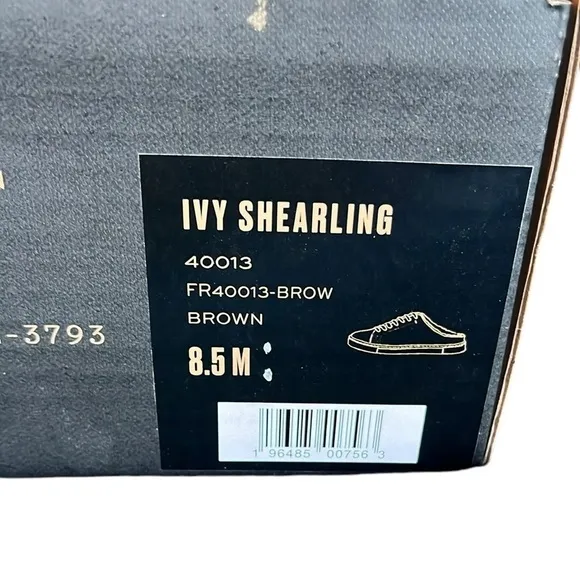 IVY SHEARLING
40013
FR40013-BROW
BROWN
-3793
8.5 M
1 96485 00756 3